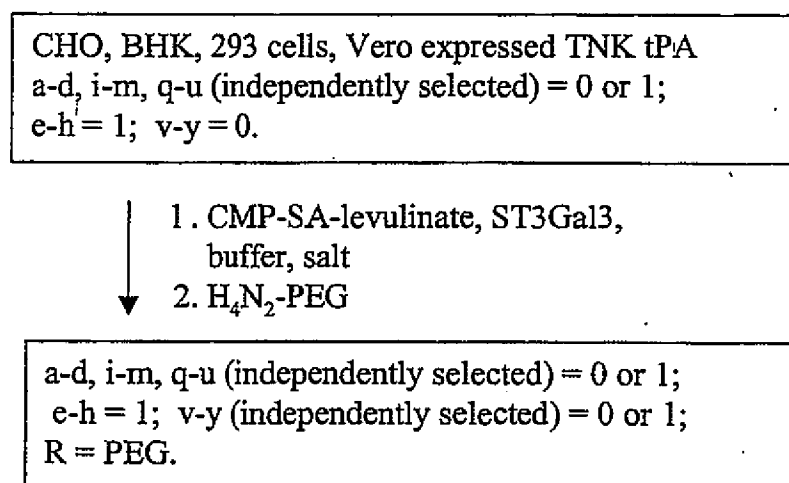 CHO, BHK, 293 cells, Vero expressed TNK tPA
a-d, i-m, q-u (independently selected) = 0 or 1;
e-h = 1; v-y = 0.
1. CMP-SA-levulinate, ST3Gal3,
buffer, salt
2. H₄N₂-PEG
a-d, i-m, q-u (independently selected) = 0 or 1;
e-h = 1; v-y (independently selected) = 0 or 1;
R = PEG.